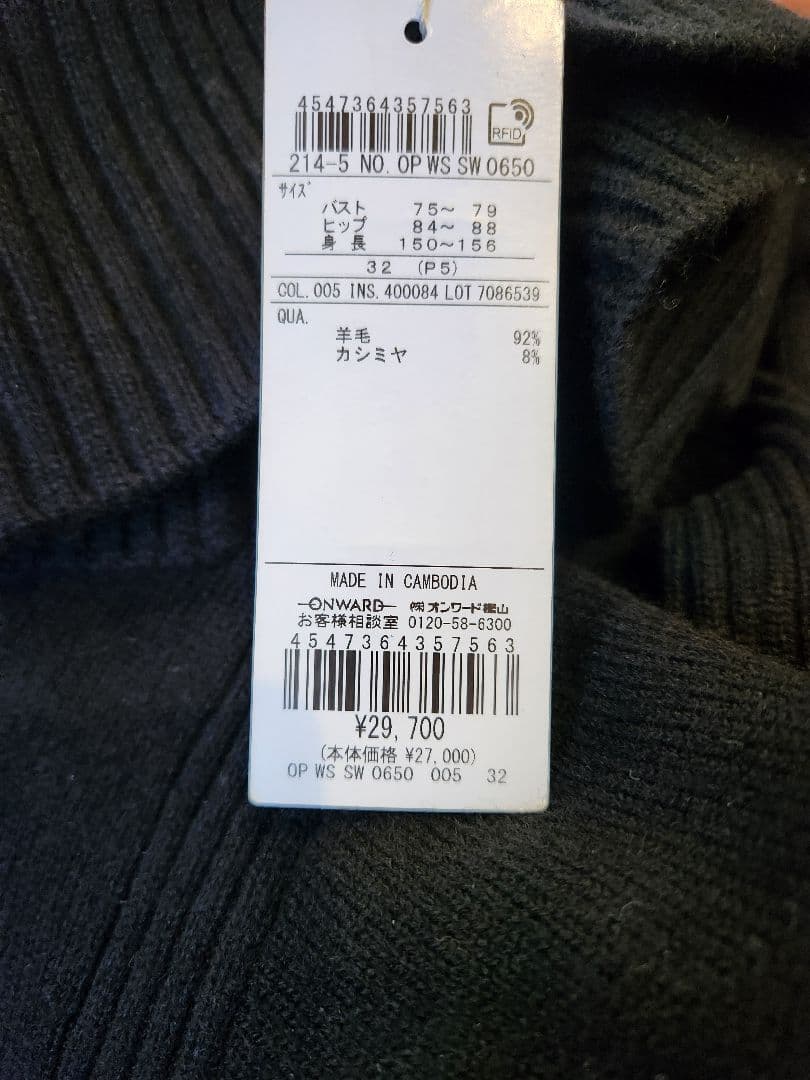 4547364357563
RFID
214-5 NO. OP WS SW 0650
サイズ
バスト 75～ 79
ヒップ 84～ 88
身 長 150～156
32 (P5)
COL. 005 INS. 400084 LOT 7086539
QUA.
羊毛 92%
カシミヤ 8%
MADE IN CAMBODIA
ONWARD ㈱オンワード樫山
お客様相談室 0120-58-6300
4547364357563
¥29,700
(本体価格 ¥27,000)
OP WS SW 0650 005 32